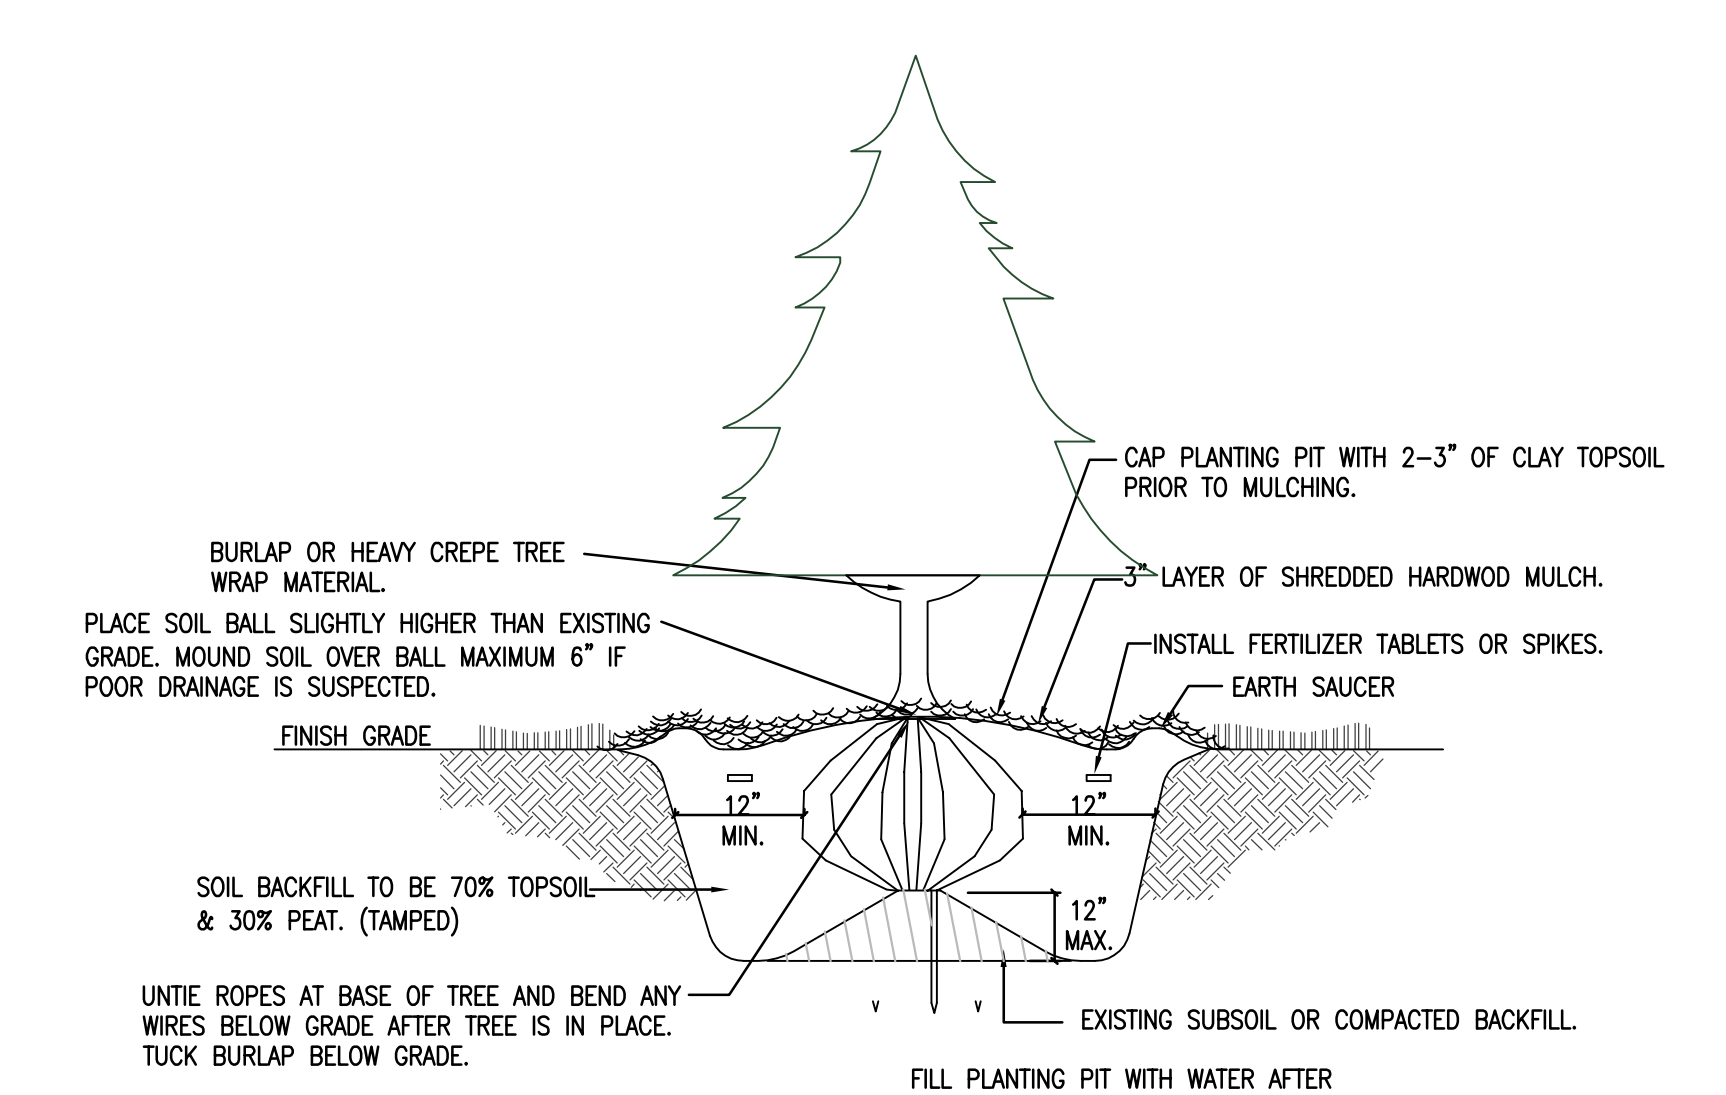 CAP PLANTING PIT WITH 2-3" OF CLAY TOPSOIL
PRIOR TO MULCHING.
BURLAP OR HEAVY CREPE TREE
WRAP MATERIAL.
3" LAYER OF SHREDDED HARDWOD MULCH.
PLACE SOIL BALL SLIGHTLY HIGHER THAN EXISTING
GRADE. MOUND SOIL OVER BALL MAXIMUM 6" IF
POOR DRAINAGE IS SUSPECTED.
INSTALL FERTILIZER TABLETS OR SPIKES.
EARTH SAUCER
FINISH GRADE
12"
MIN.
12"
MIN.
SOIL BACKFILL TO BE 70% TOPSOIL
& 30% PEAT. (TAMPED)
12"
MAX.
UNTIE ROPES AT BASE OF TREE AND BEND ANY
WIRES BELOW GRADE AFTER TREE IS IN PLACE.
TUCK BURLAP BELOW GRADE.
EXISTING SUBSOIL OR COMPACTED BACKFILL.
FILL PLANTING PIT WITH WATER AFTER